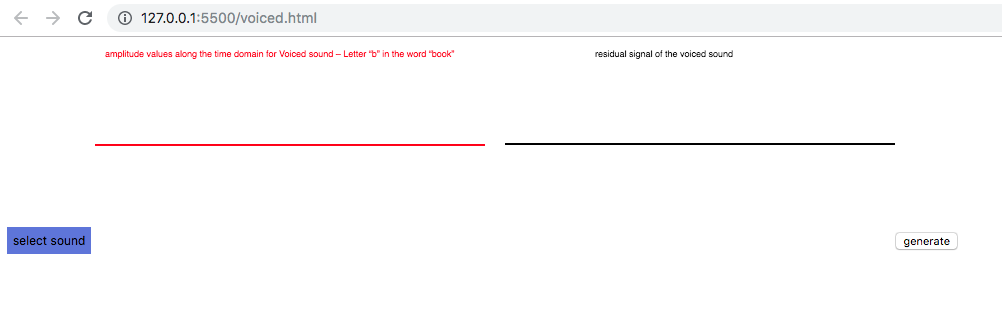 127.0.0.1:5500/voiced.html
amplitude values along the time domain for Voiced sound – Letter “b” in the word “book”
residual signal of the voiced sound
select sound
generate